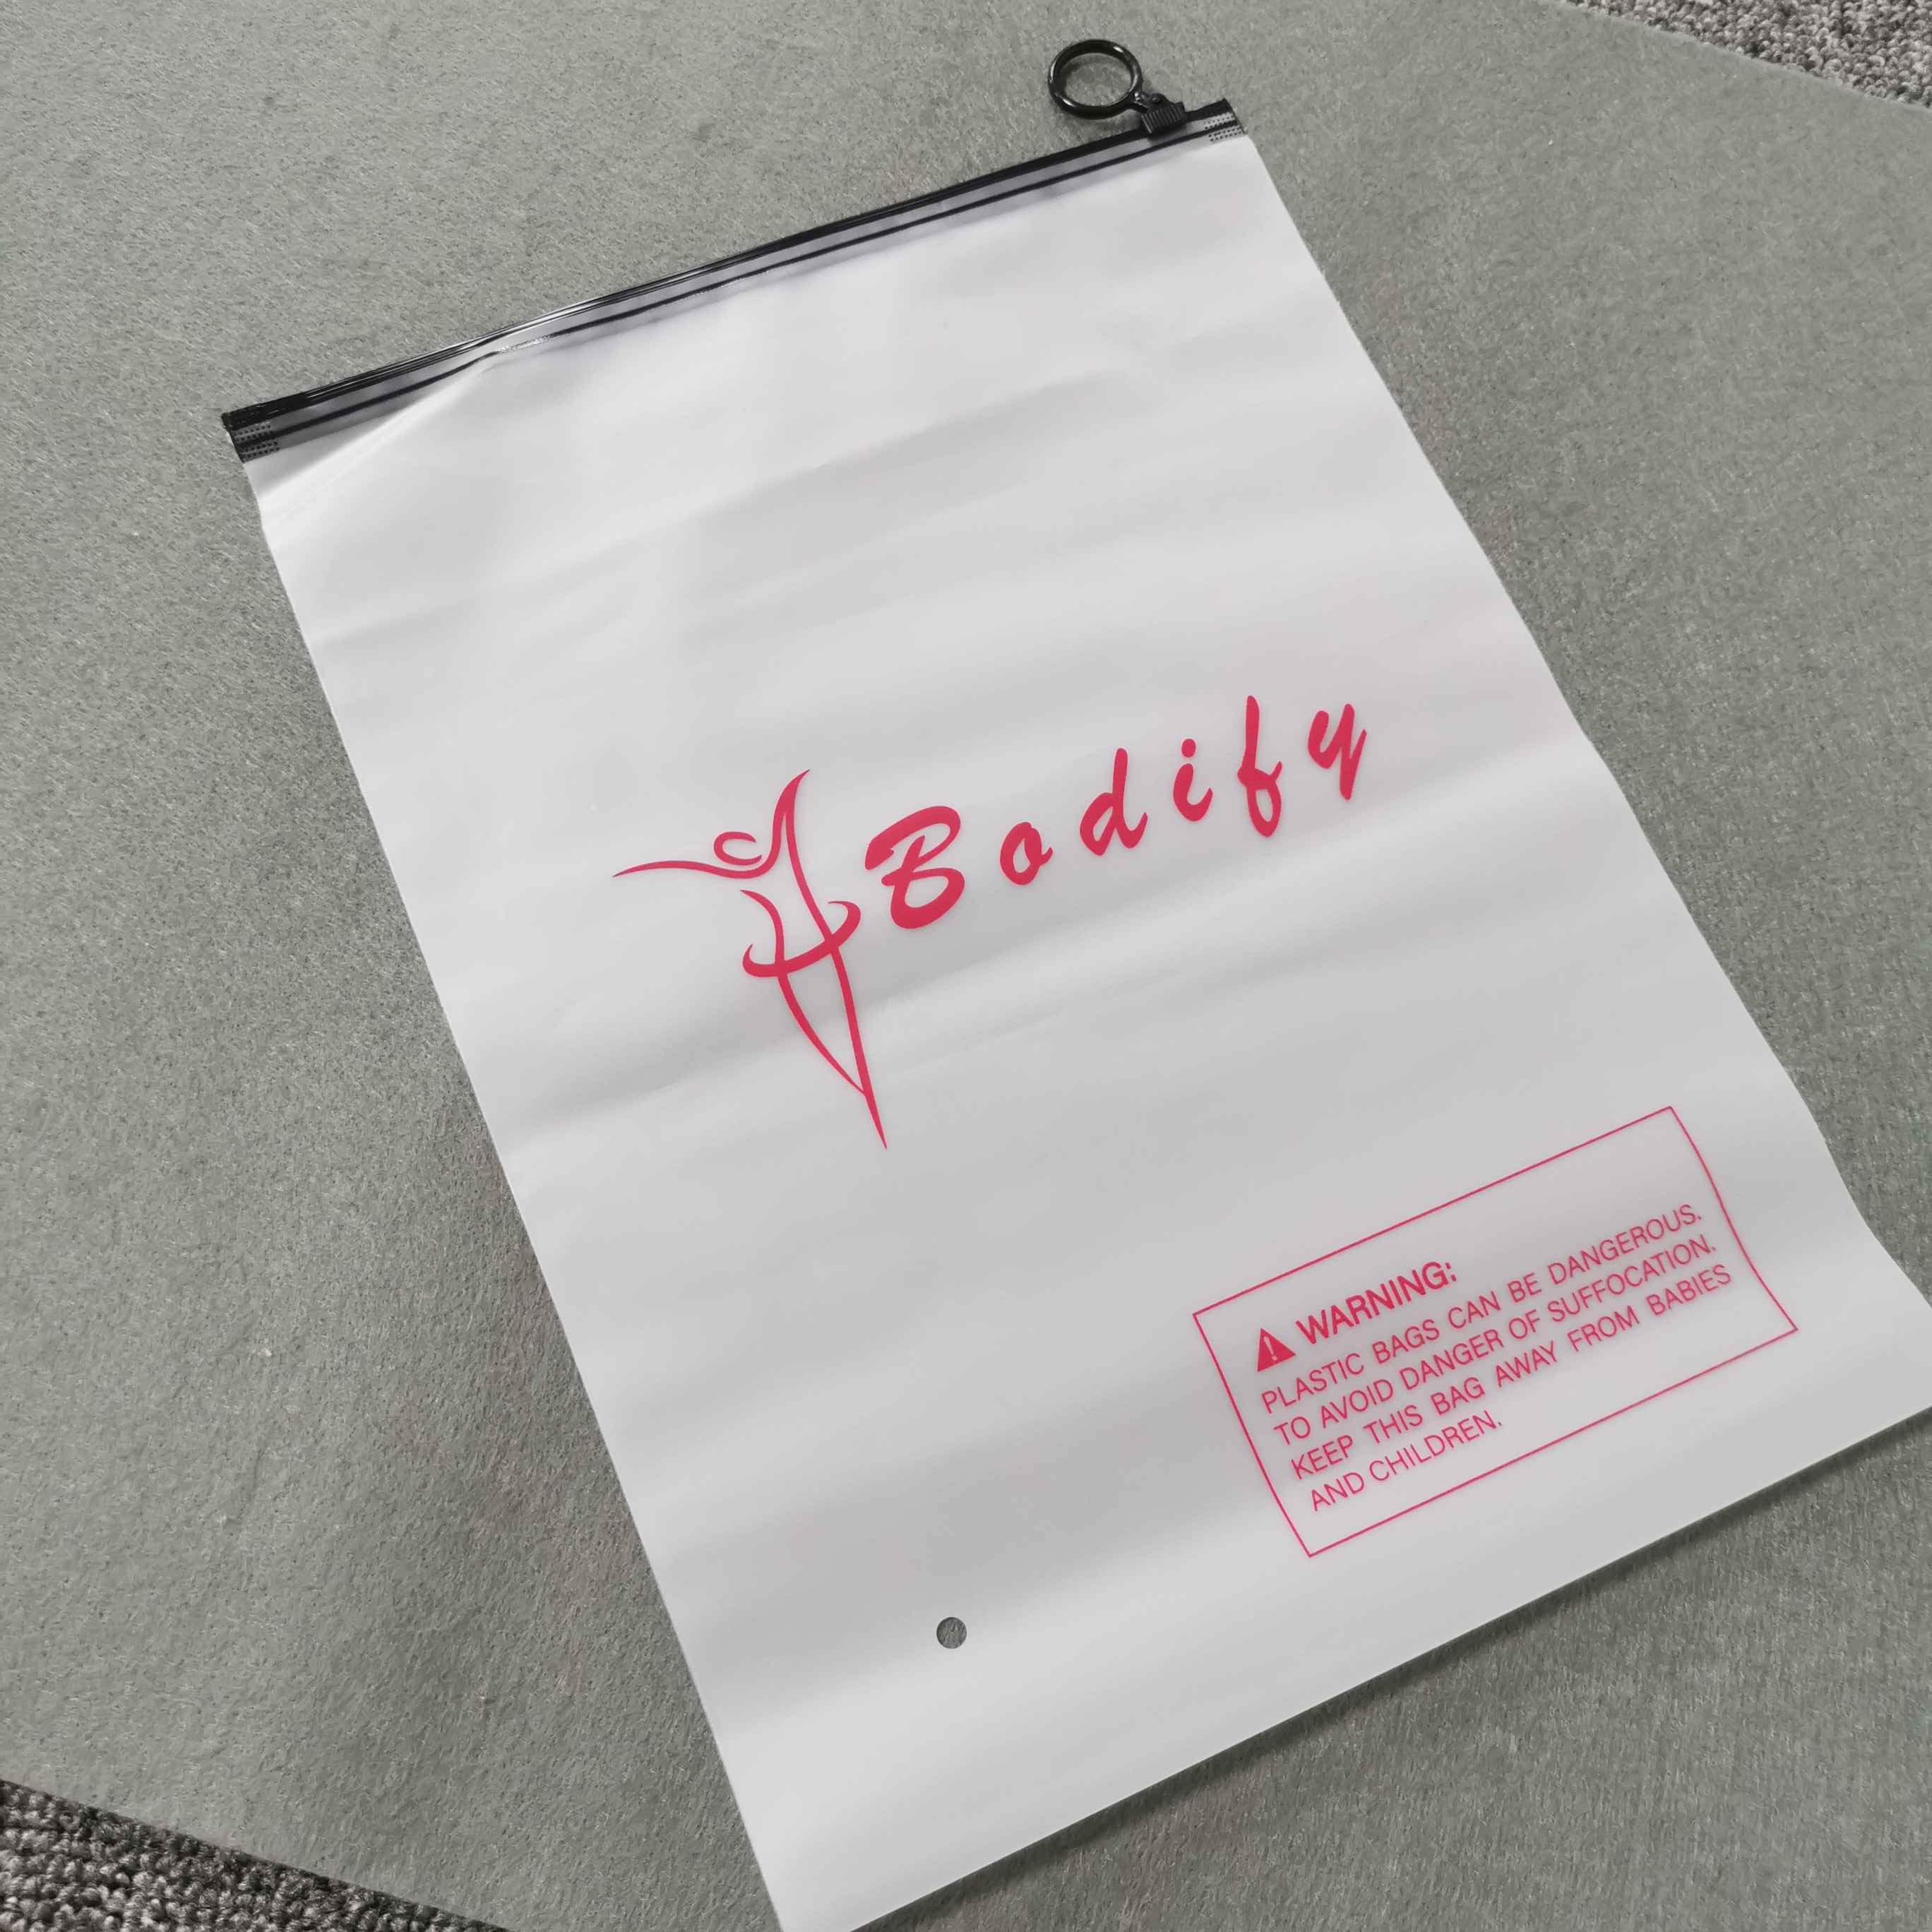 Bodify
WARNING:
PLASTIC BAGS CAN BE DANGEROUS.
TO AVOID DANGER OF SUFFOCATION.
KEEP THIS BAG AWAY FROM BABIES
AND CHILDREN.